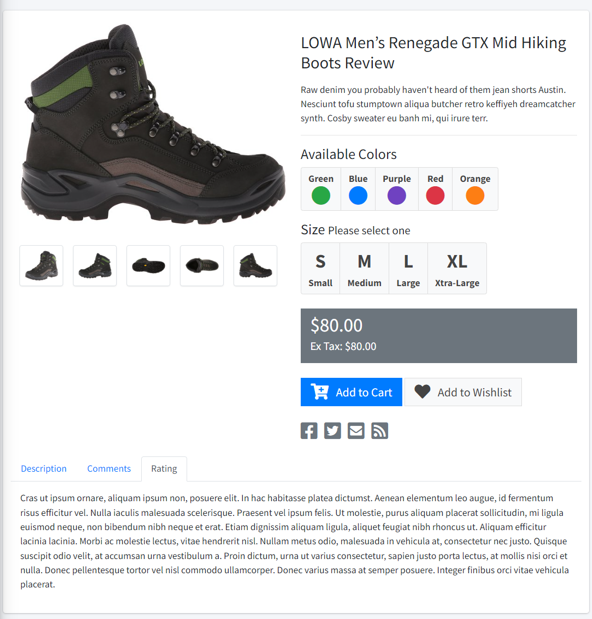 LOWA Men’s Renegade GTX Mid Hiking
Boots Review
Raw denim you probably haven't heard of them jean shorts Austin.
Nesciunt tofu stumptown aliqua butcher retro keffiyeh dreamcatcher
synth. Cosby sweater eu banh mi, qui irure terr.
Available Colors
Green Blue Purple Red Orange
Size Please select one
S M L XL
Small Medium Large Xtra-Large
$80.00
Ex Tax: $80.00
Add to Cart Add to Wishlist
Description Comments Rating
Cras ut ipsum ornare, aliquam ipsum non, posuere elit. In hac habitasse platea dictumst. Aenean elementum leo augue, id fermentum
risus efficitur vel. Nulla iaculis malesuada scelerisque. Praesent vel ipsum felis. Ut molestie, purus aliquam placerat sollicitudin, mi ligula
euismod neque, non bibendum nibh neque et erat. Etiam dignissim aliquam ligula, aliquet feugiat nibh rhoncus ut. Aliquam efficitur
lacinia lacinia. Morbi ac molestie lectus, vitae hendrerit nisl. Nullam metus odio, malesuada in vehicula at, consectetur nec justo. Quisque
suscipit odio velit, at accumsan urna vestibulum a. Proin dictum, urna ut varius consectetur, sapien justo porta lectus, at mollis nisi orci et
nulla. Donec pellentesque tortor vel nisl commodo ullamcorper. Donec varius massa at semper posuere. Integer finibus orci vitae vehicula
placerat.